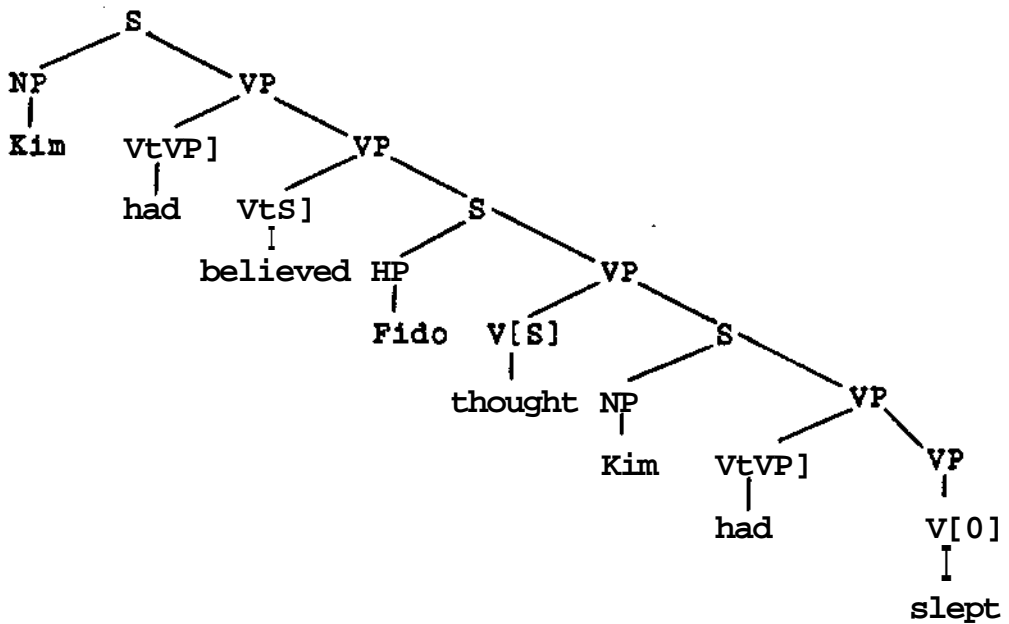 S
NP VP
Kim VtVP] VP
had VtS] S
believed HP VP
Fido V[S] S
thought NP VP
Kim VtVP] VP
had V[0]
slept